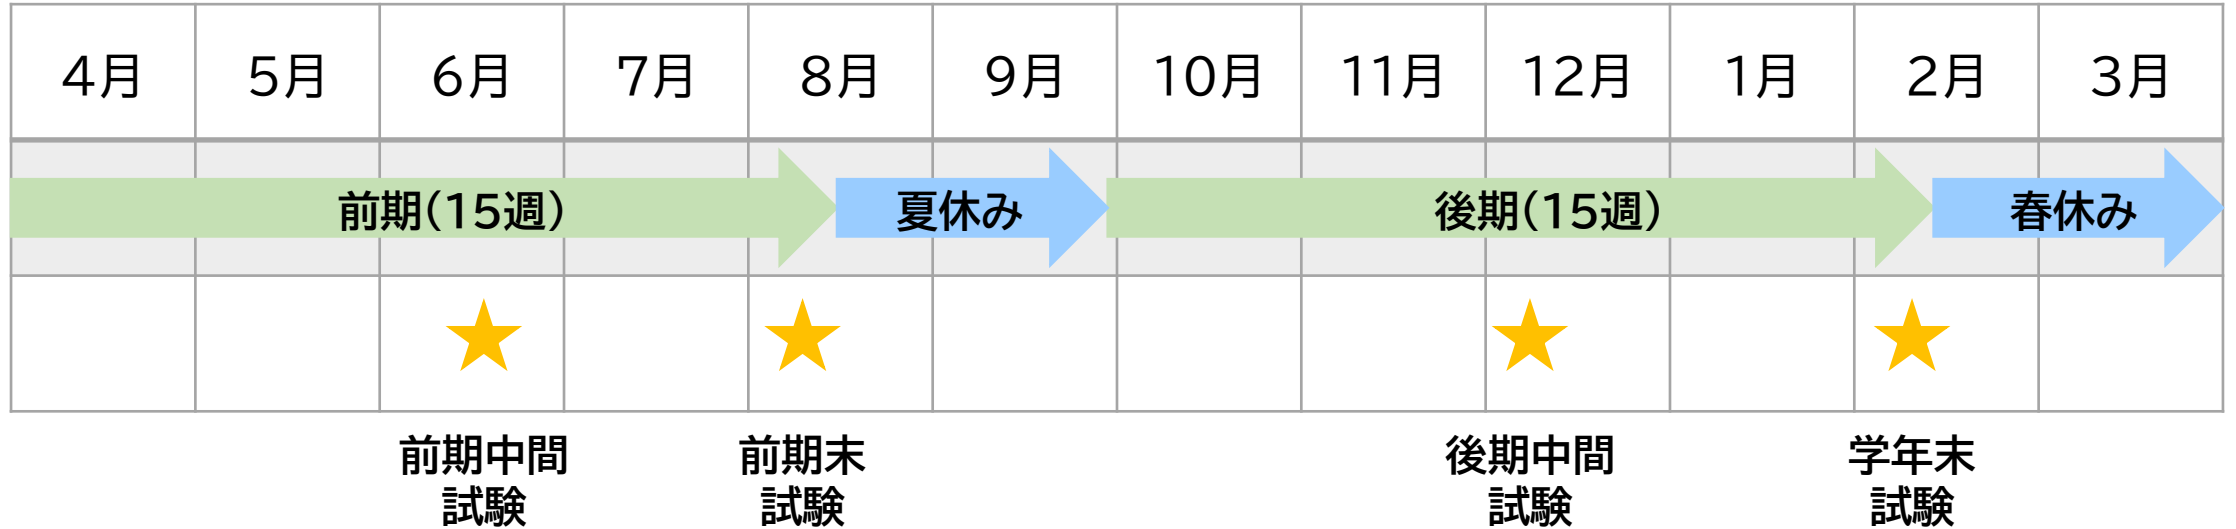 4月 5月 6月 7月 8月 9月 10月 11月 12月 1月 2月 3月
前期(15週) 夏休み 後期(15週) 春休み
前期中間
試験
前期末
試験
後期中間
試験
学年末
試験